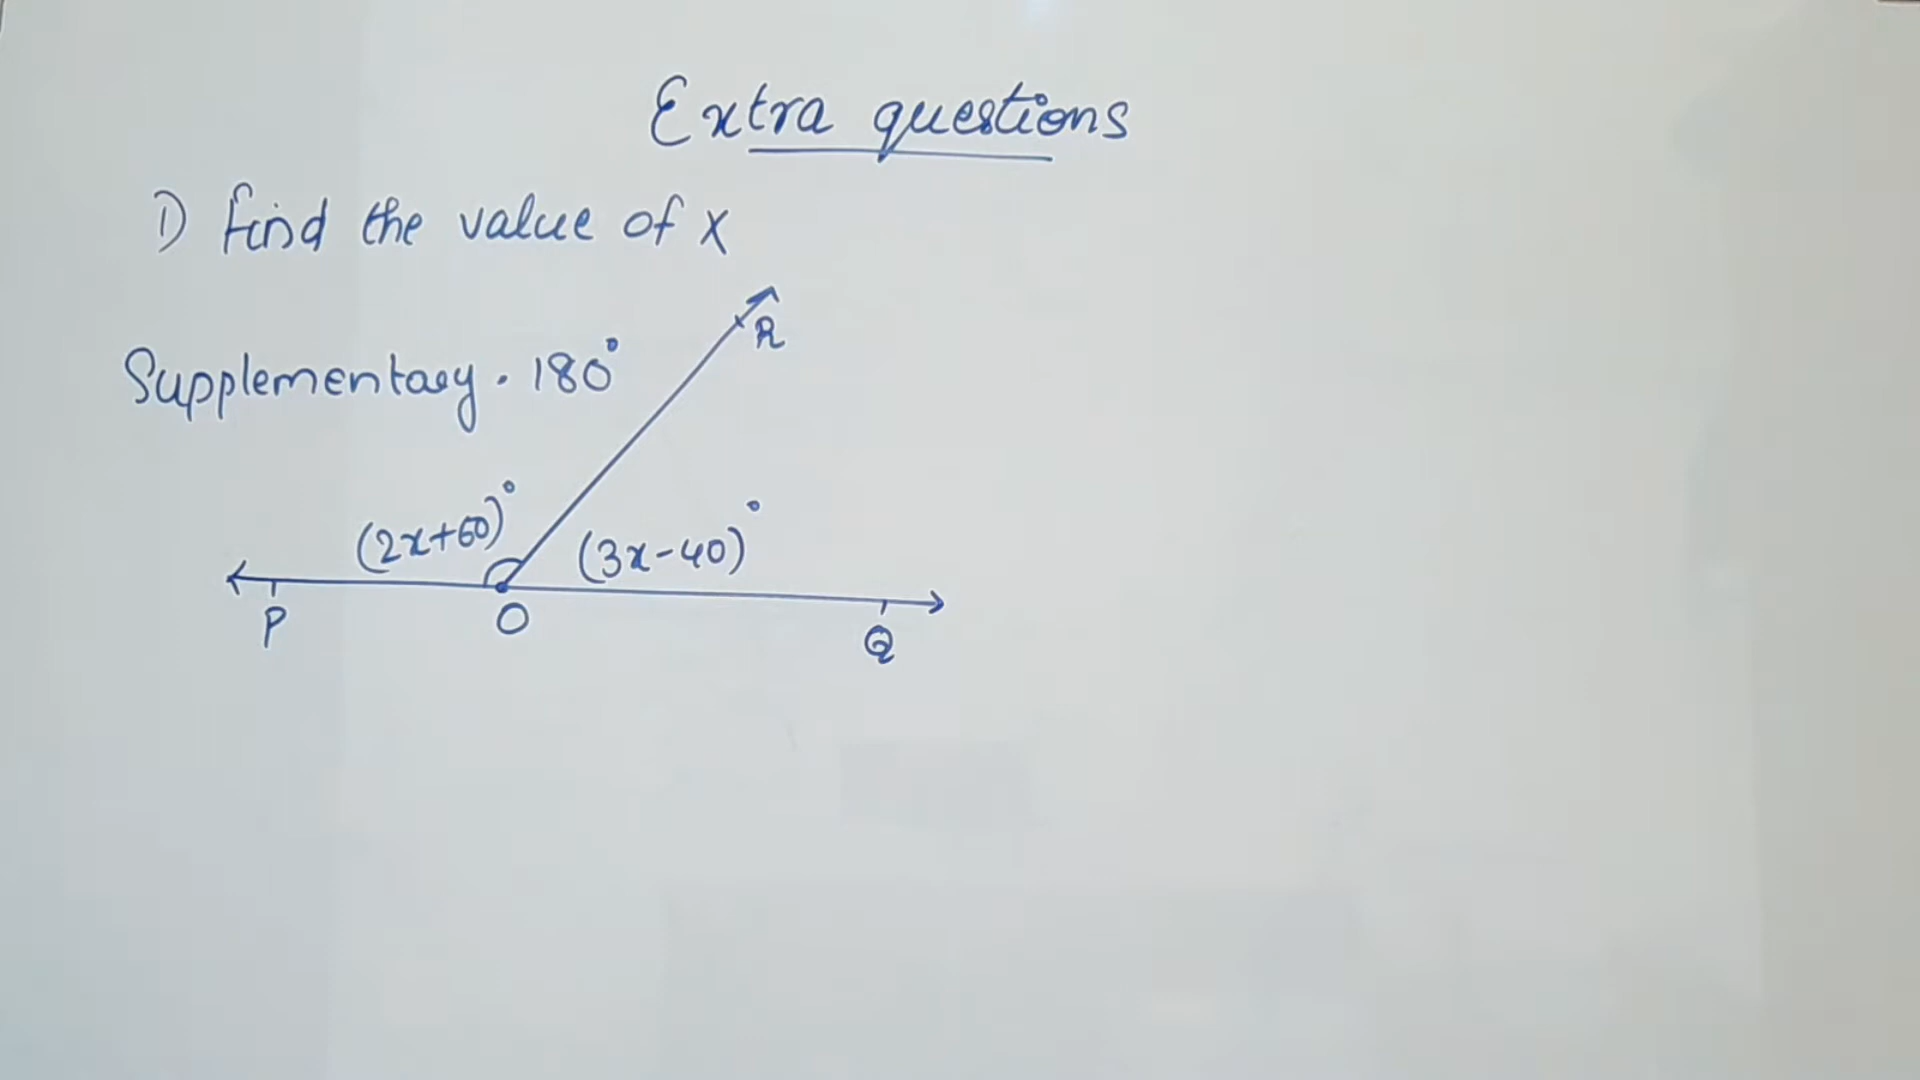 Extra questions
1) Find the value of x
Supplementary . 180°
R
(2x+60)°
(3x-40)°
P
O
Q